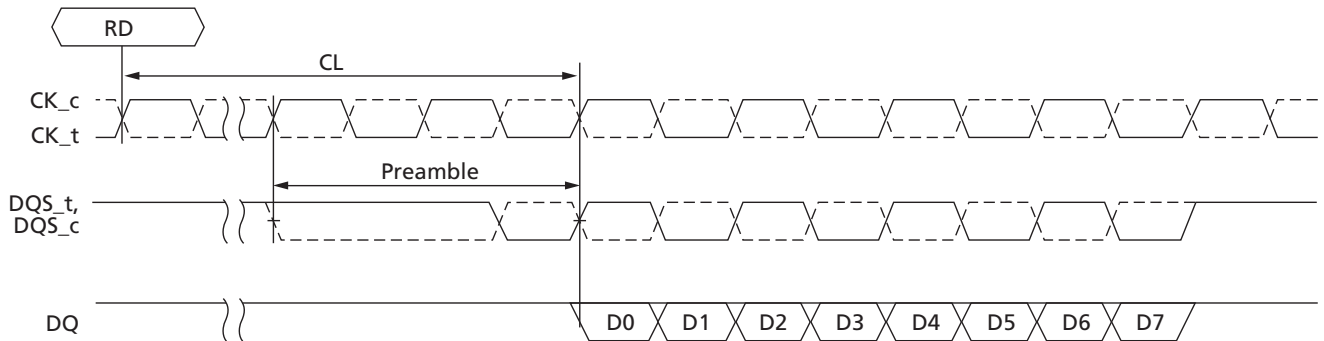 RD
CL
CK_c
CK_t
Preamble
DQS_t,
DQS_c
DQ
D0 D1 D2 D3 D4 D5 D6 D7